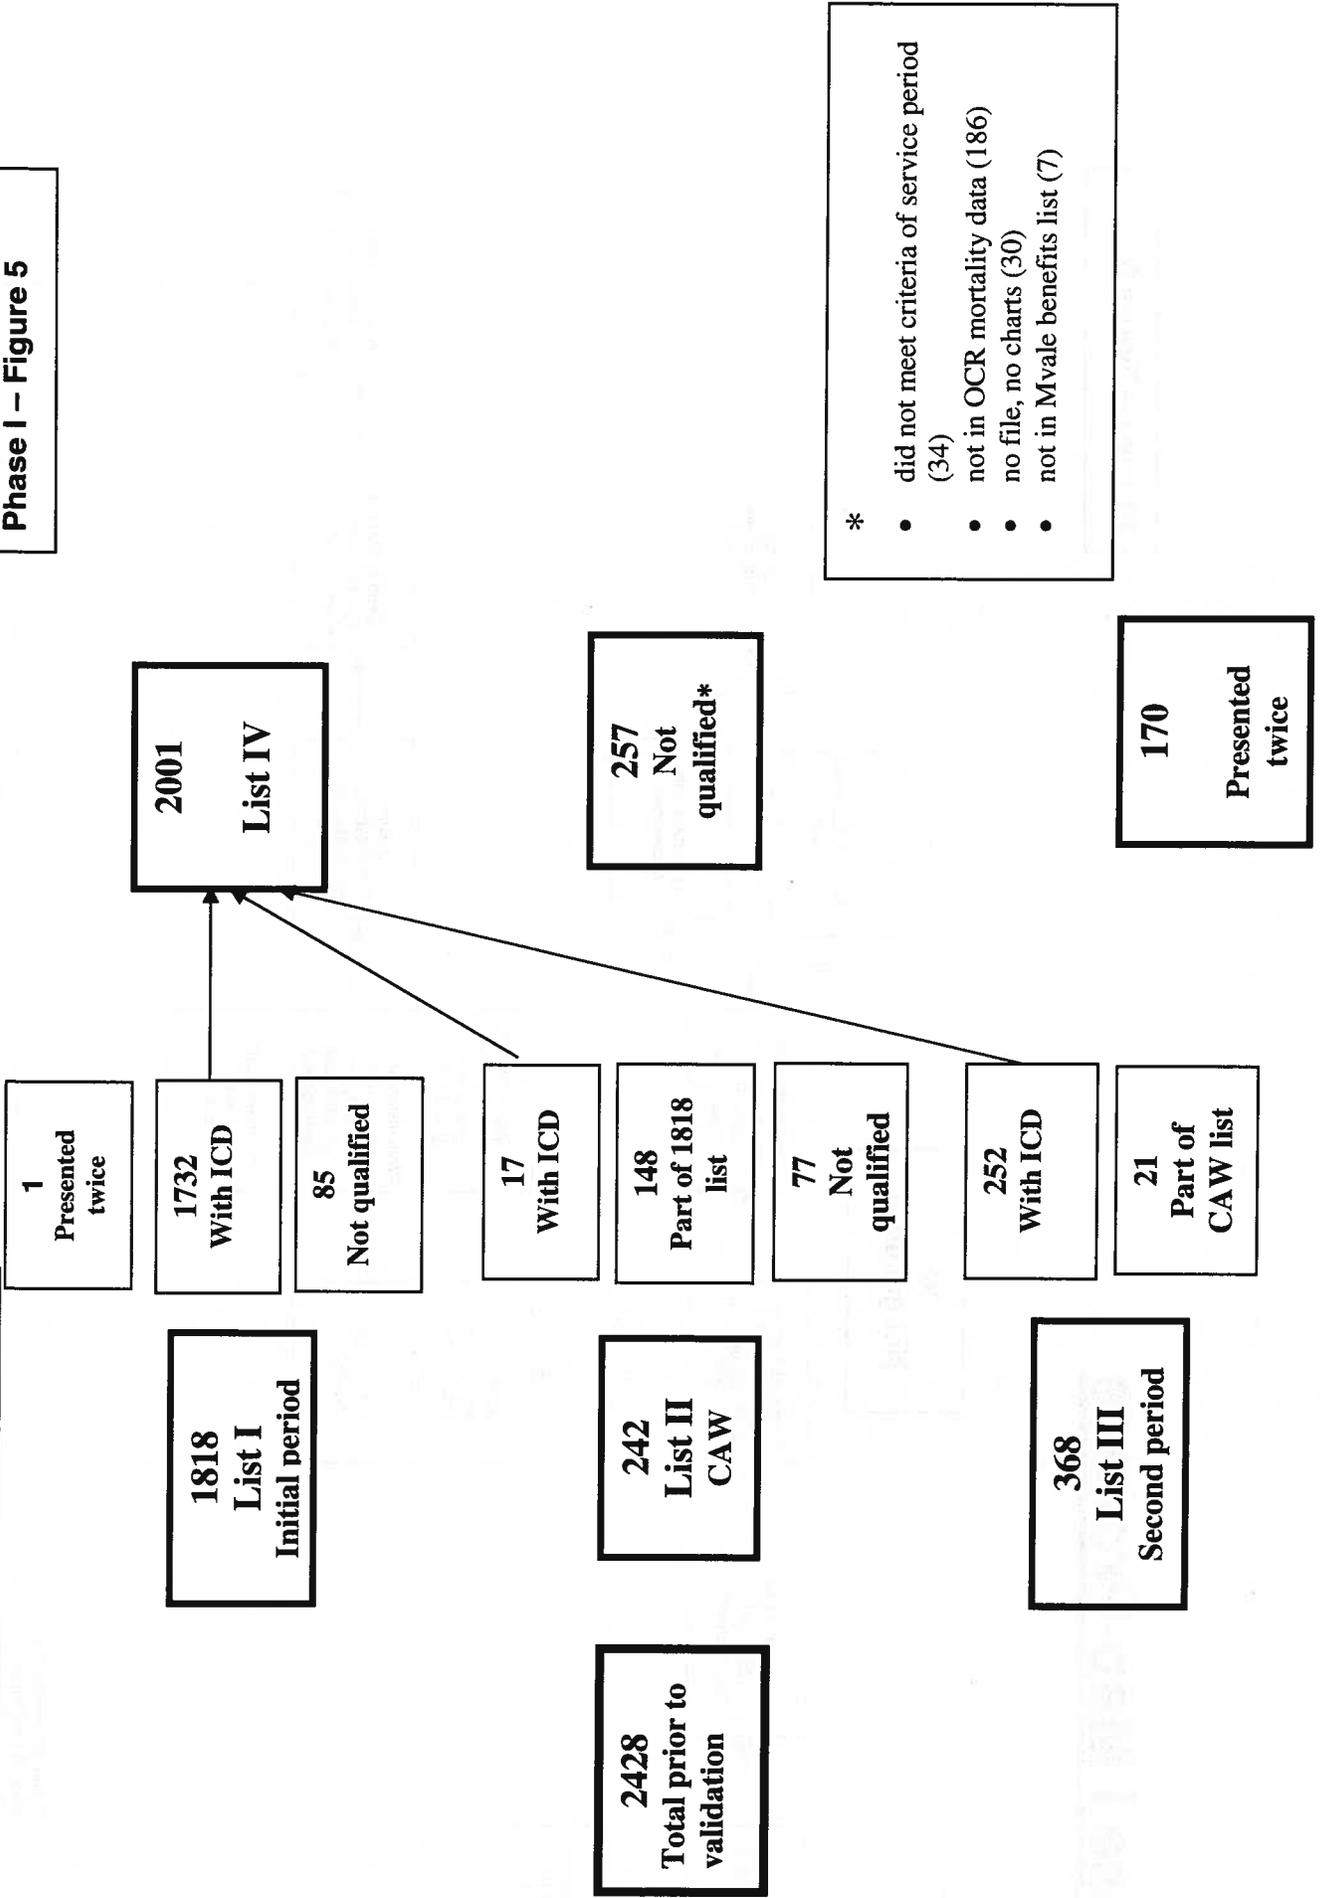 Phase I – Figure 5
2428
Total prior to
validation
1818
List I
Initial period
242
List II
CAW
368
List III
Second period
1
Presented
twice
1732
With ICD
85
Not qualified
17
With ICD
148
Part of 1818
list
77
Not
qualified
252
With ICD
21
Part of
CAW list
2001
List IV
257
Not
qualified*
170
Presented
twice
*
• did not meet criteria of service period
(34)
• not in OCR mortality data (186)
• no file, no charts (30)
• not in Mvale benefits list (7)